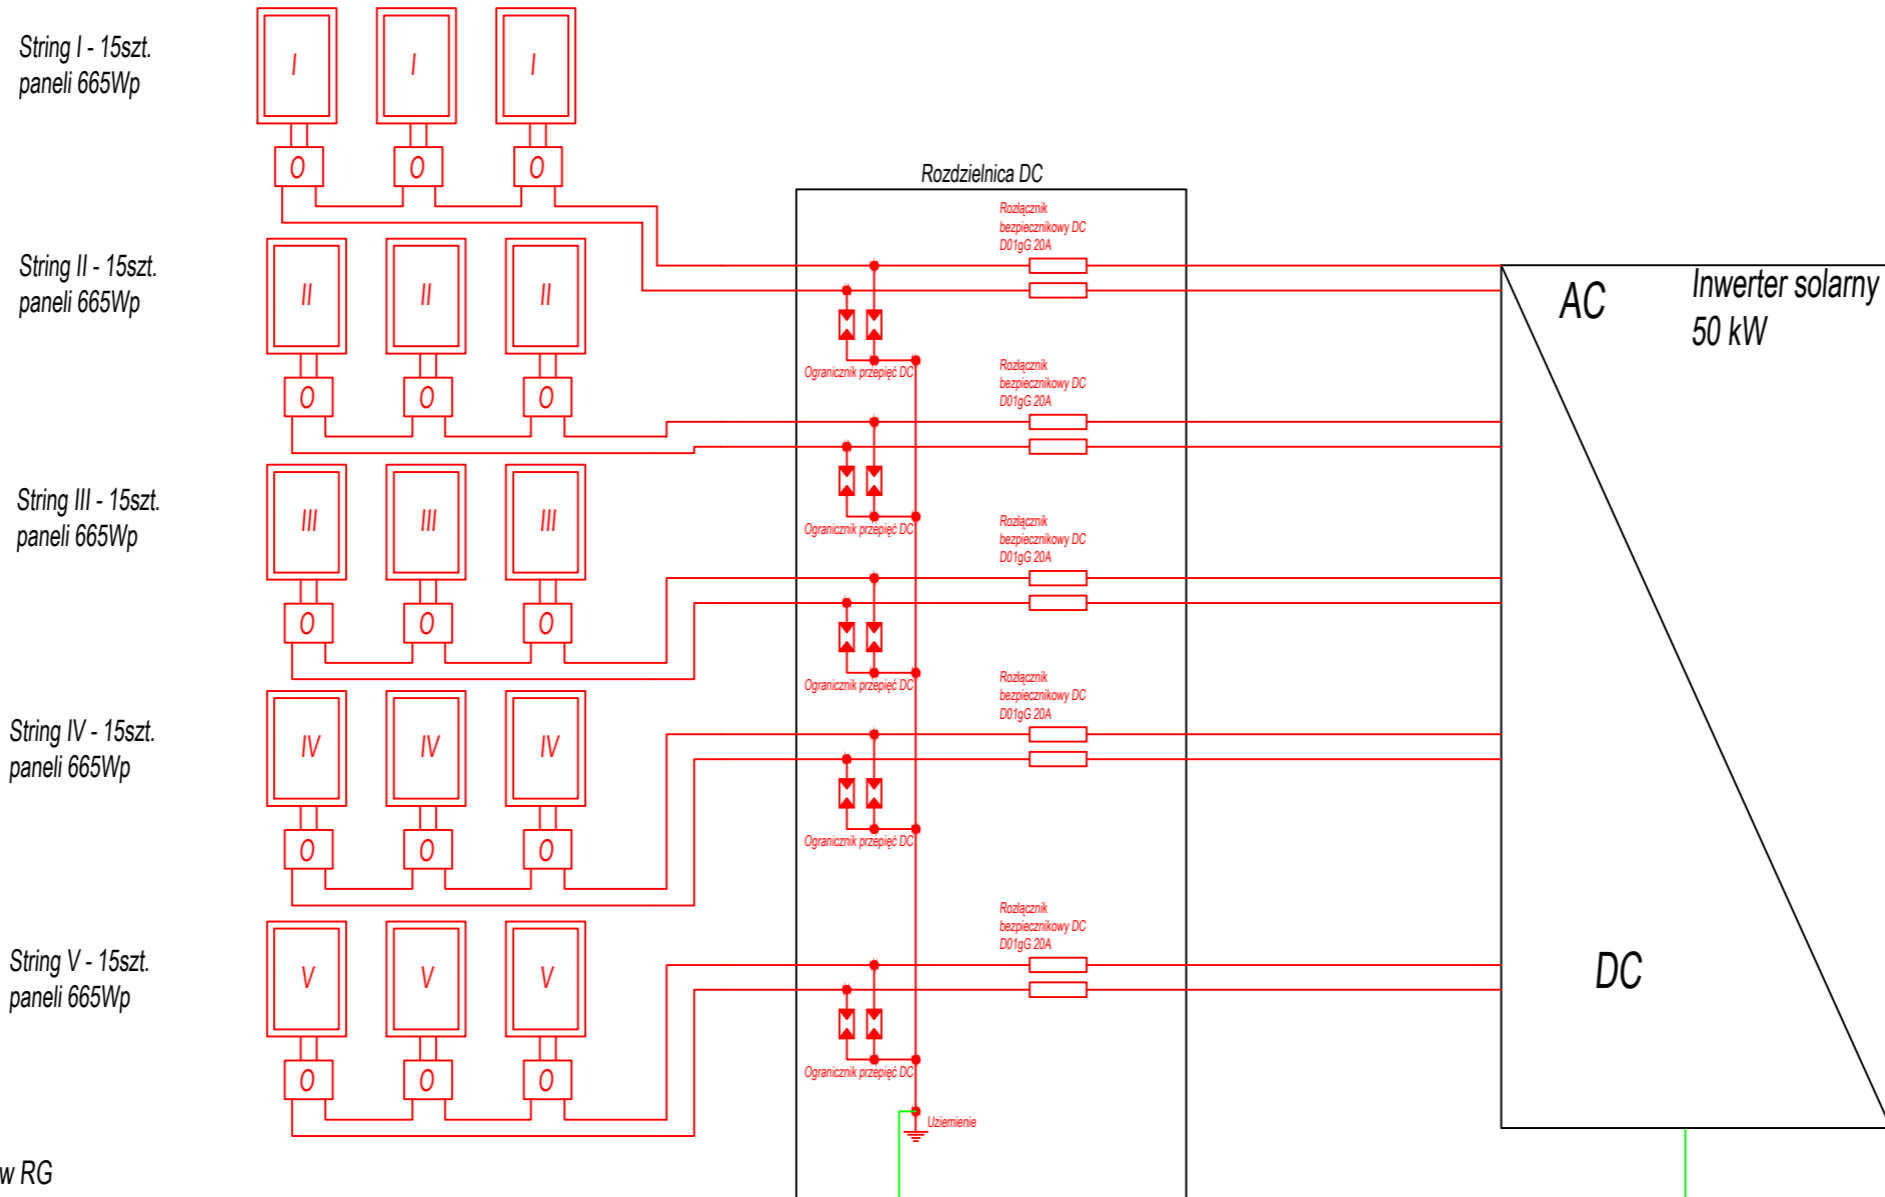 String I - 15szt.
paneli 665Wp
I
I
I
O
O
O
Rozdzielnica DC
Rozłącznik
bezpiecznikowy DC
D01gG 20A
String II - 15szt.
paneli 665Wp
II
II
II
O
O
O
AC
Inwerter solarny
50 kW
Ogranicznik przepięć DC
Rozłącznik
bezpiecznikowy DC
D01gG 20A
String III - 15szt.
paneli 665Wp
III
III
III
O
O
O
Ogranicznik przepięć DC
Rozłącznik
bezpiecznikowy DC
D01gG 20A
Ogranicznik przepięć DC
Rozłącznik
bezpiecznikowy DC
D01gG 20A
String IV - 15szt.
paneli 665Wp
IV
IV
IV
O
O
O
Ogranicznik przepięć DC
Rozłącznik
bezpiecznikowy DC
D01gG 20A
String V - 15szt.
paneli 665Wp
V
V
V
O
O
O
DC
Ogranicznik przepięć DC
Uziemienie
w RG